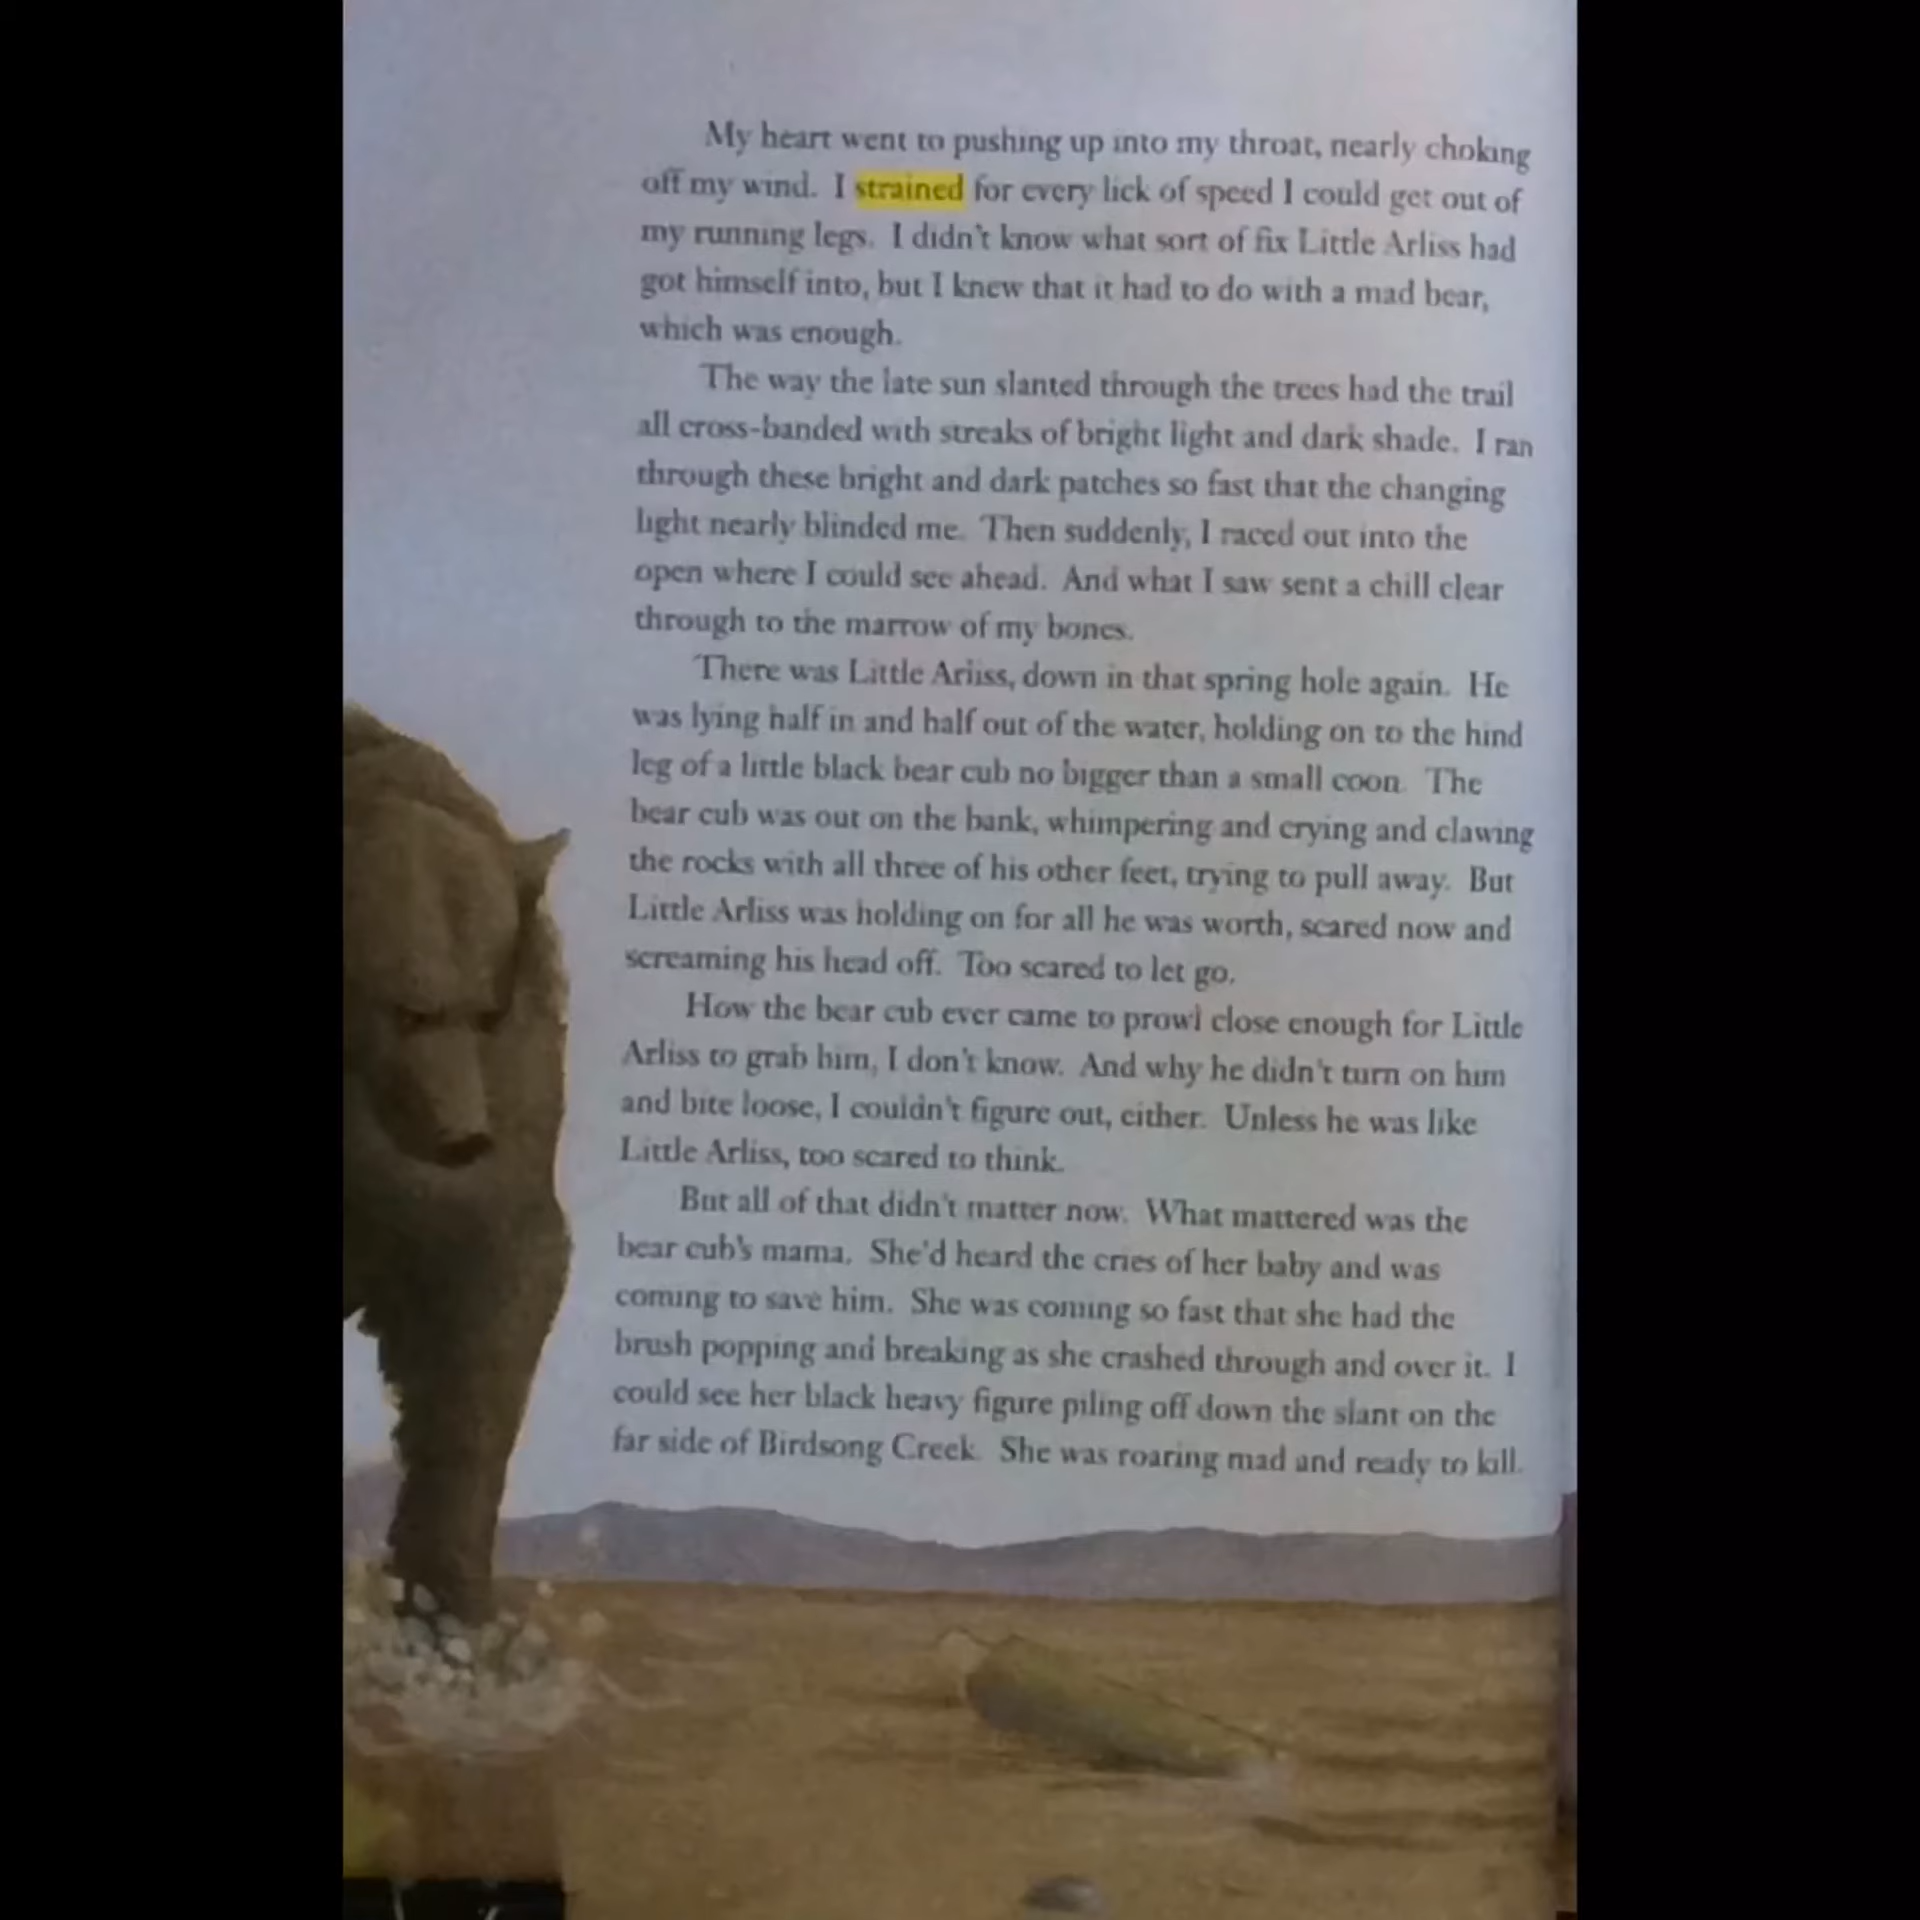 My heart went to pushing up into my throat, nearly choking
off my wind. I strained for every lick of speed I could get out of
my running legs. I didn't know what sort of fix Little Arliss had
got himself into, but I knew that it had to do with a mad bear,
which was enough.
The way the late sun slanted through the trees had the trail
all cross-banded with streaks of bright light and dark shade. I ran
through these bright and dark patches so fast that the changing
light nearly blinded me. Then suddenly, I raced out into the
open where I could see ahead. And what I saw sent a chill clear
through to the marrow of my bones.
There was Little Arliss, down in that spring hole again. He
was lying half in and half out of the water, holding on to the hind
leg of a little black bear cub no bigger than a small coon. The
bear cub was out on the bank, whimpering and crying and clawing
the rocks with all three of his other feet, trying to pull away. But
Little Arliss was holding on for all he was worth, scared now and
screaming his head off. Too scared to let go.
How the bear cub ever came to prowl close enough for Little
Arliss to grab him, I don't know. And why he didn't turn on him
and bite loose, I couldn't figure out, either. Unless he was like
Little Arliss, too scared to think.
But all of that didn't matter now. What mattered was the
bear cub's mama. She'd heard the cries of her baby and was
coming to save him. She was coming so fast that she had the
brush popping and breaking as she crashed through and over it. I
could see her black heavy figure piling off down the slant on the
far side of Birdsong Creek. She was roaring mad and ready to kill.